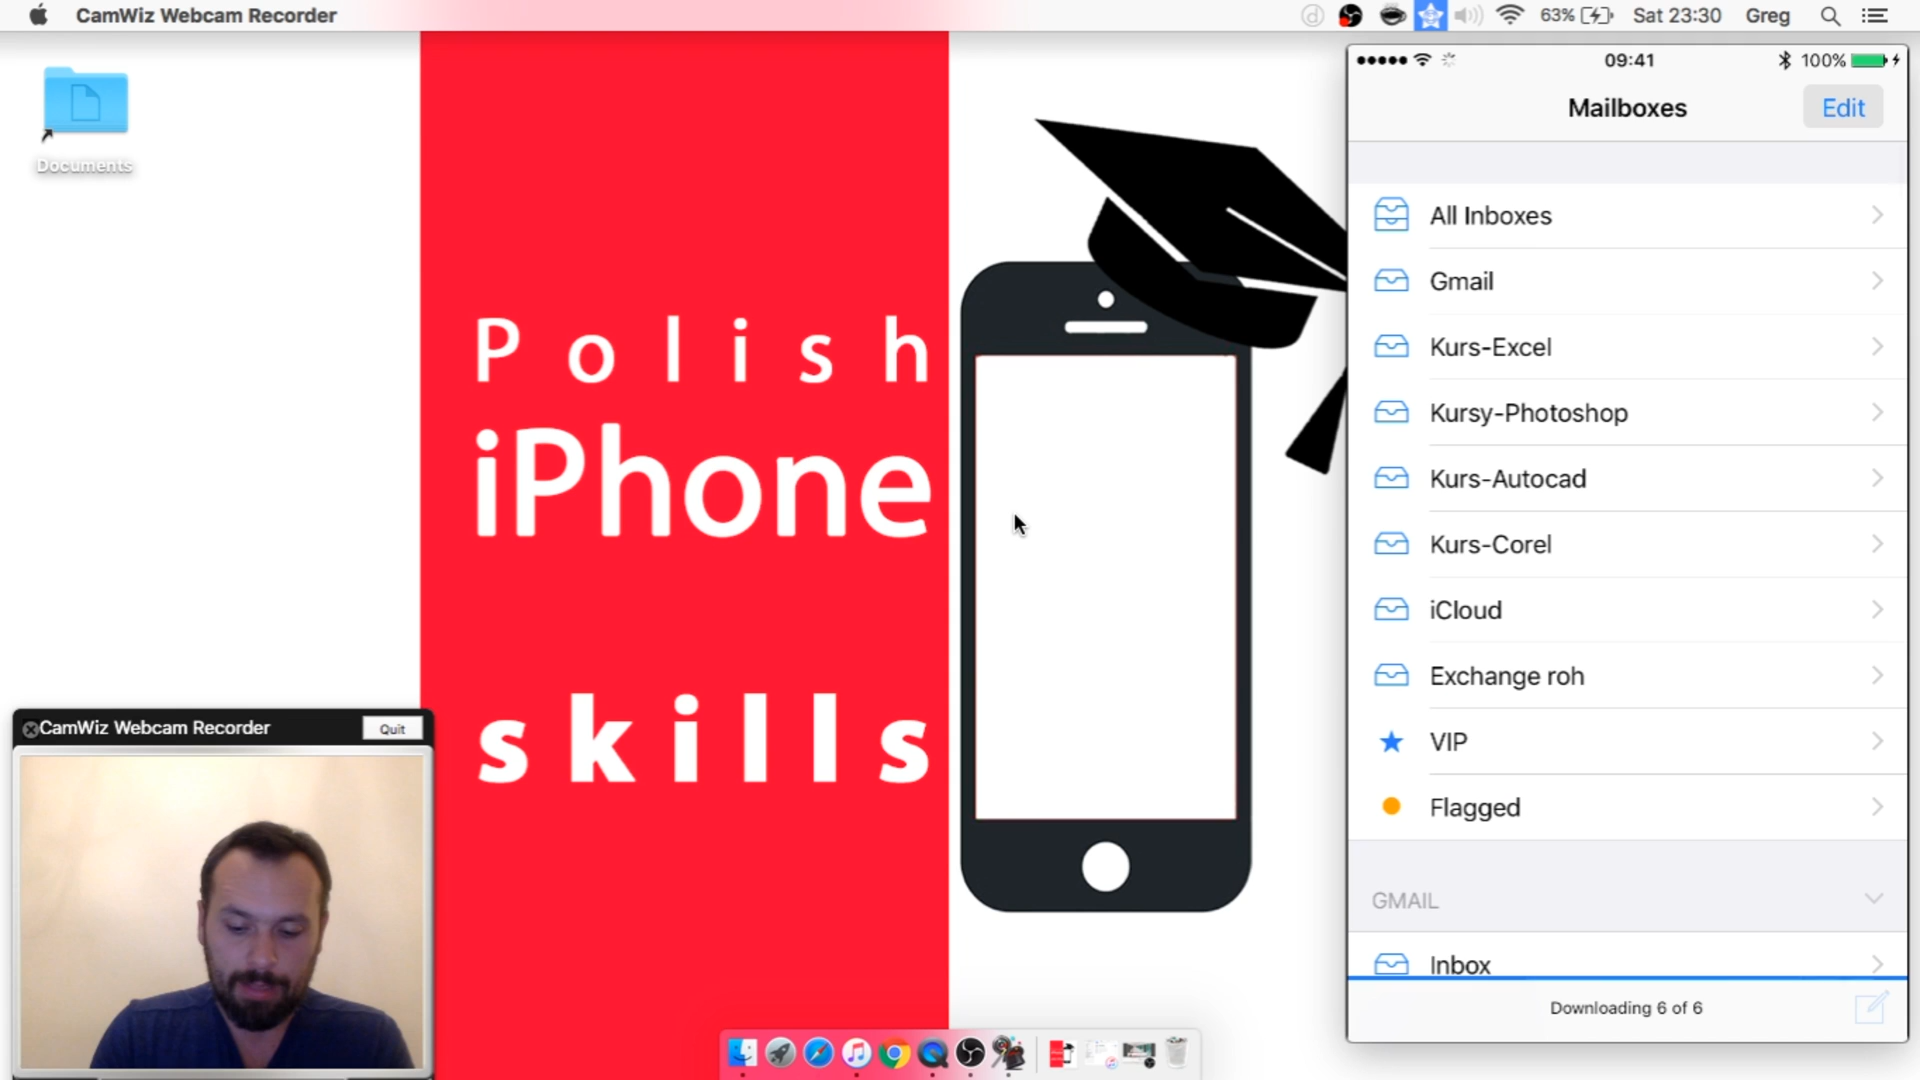 CamWiz Webcam Recorder
63%
Sat 23:30
Greg
Documents
Polish
iPhone
skills
CamWiz Webcam Recorder
Quit
09:41
100%
Mailboxes
Edit
All Inboxes
Gmail
Kurs-Excel
Kursy-Photoshop
Kurs-Autocad
Kurs-Corel
iCloud
Exchange roh
VIP
Flagged
GMAIL
Inbox
Downloading 6 of 6